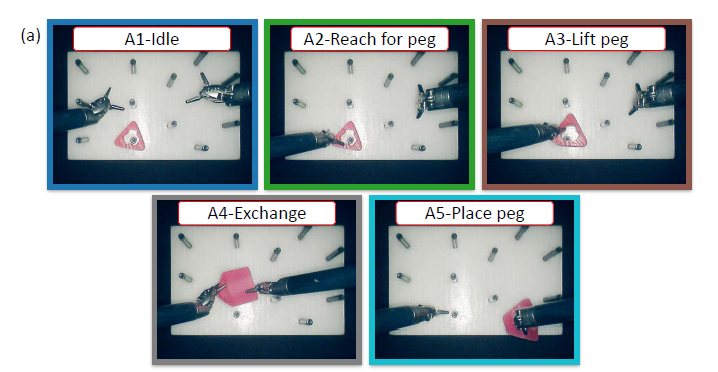 (a)
A1-Idle
A2-Reach for peg
A3-Lift peg
A4-Exchange
A5-Place peg